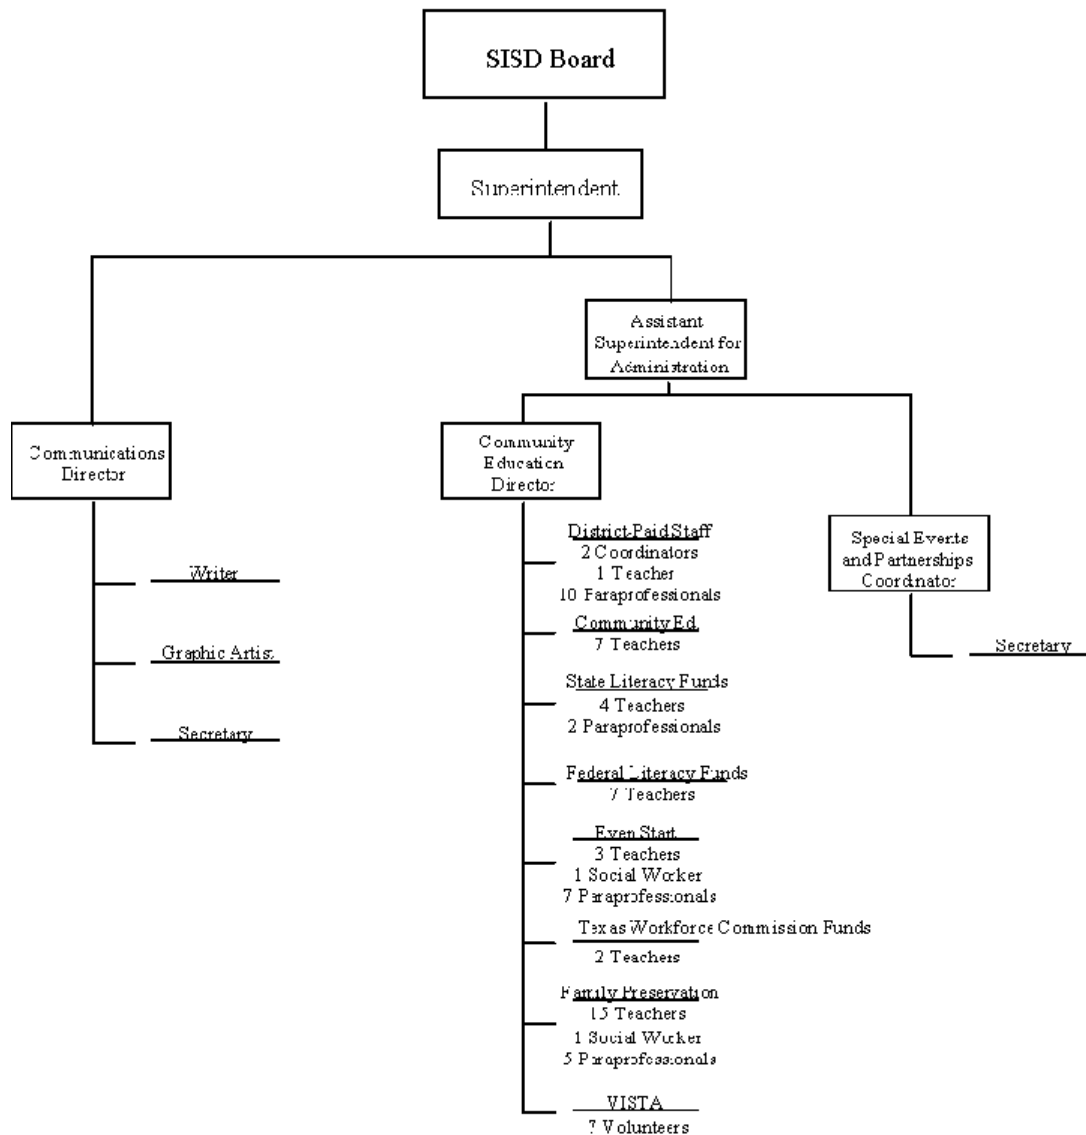 SISD Board
Superintendent
Assistant
Superintendent for
Administration
Communications
Director
Community
Education
Director
Special Events
and Partnerships
Coordinator
Writer
Graphic Artist
Secretary
District-Paid Staff
2 Coordinators
1 Teacher
10 Paraprofessionals
Community Ed.
7 Teachers
State Literacy Funds
4 Teachers
2 Paraprofessionals
Federal Literacy Funds
7 Teachers
Even Start
3 Teachers
1 Social Worker
7 Paraprofessionals
Texas Workforce Commission Funds
2 Teachers
Family Preservation
15 Teachers
1 Social Worker
5 Paraprofessionals
VISTA
Volunteers
Secretary